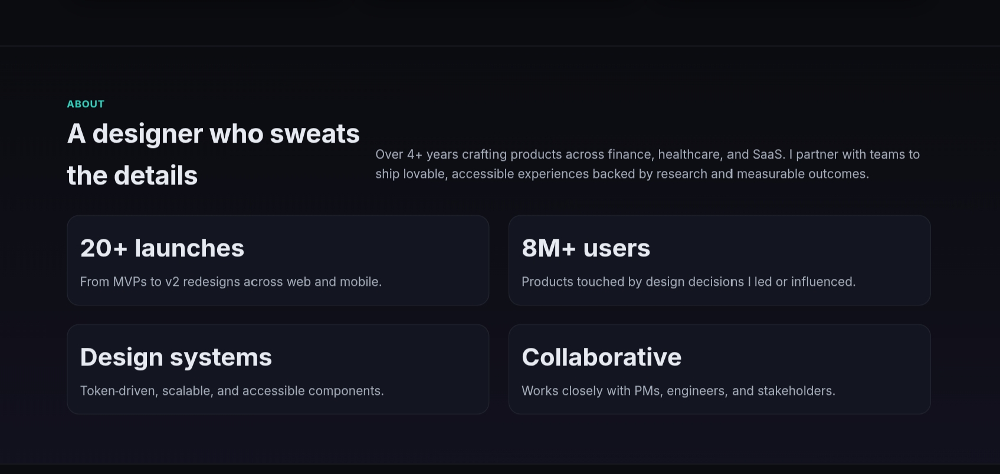 ABOUT
A designer who sweats
the details
Over 4+ years crafting products across finance, healthcare, and SaaS. I partner with teams to
ship lovable, accessible experiences backed by research and measurable outcomes.
20+ launches
From MVPs to v2 redesigns across web and mobile.
8M+ users
Products touched by design decisions I led or influenced.
Design systems
Token-driven, scalable, and accessible components.
Collaborative
Works closely with PMs, engineers, and stakeholders.